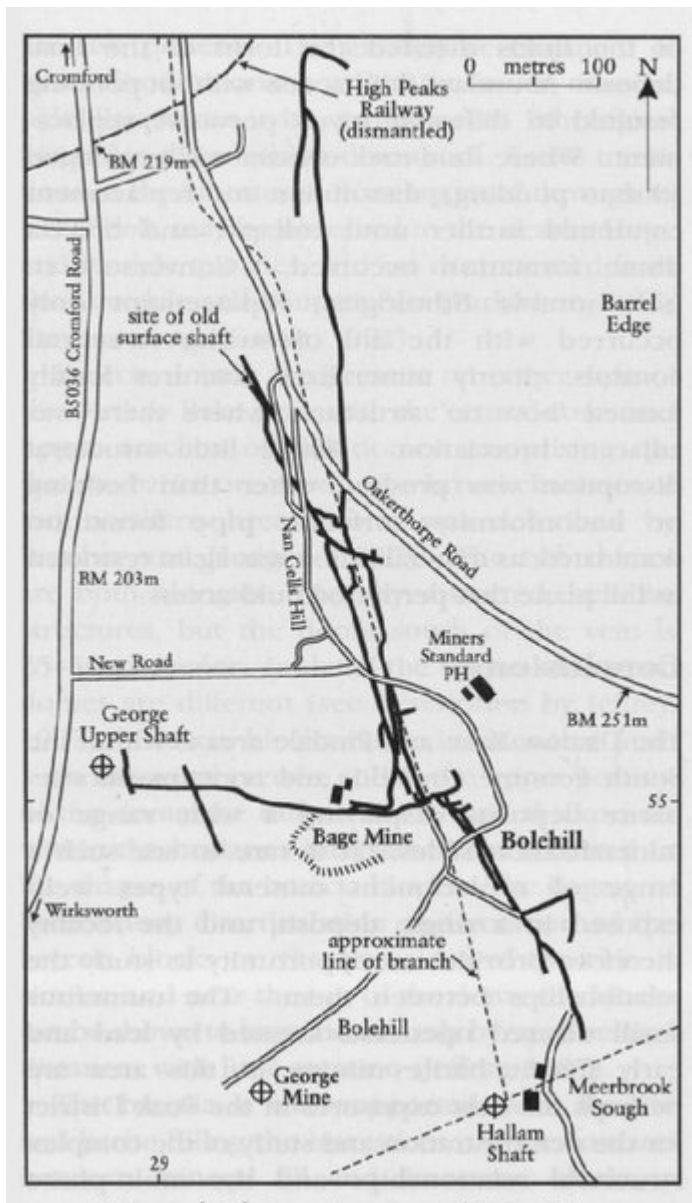 Cromford
High Peaks
Railway
(dismantled)
0 metres 100
N
BM 219m
B5036 Cromford Road
site of old
surface shaft
Barrel
Edge
Oakerthorpe Road
Nan Gells Hill
BM 203m
New Road
Miners
Standard
PH
BM 251m
George
Upper Shaft
55
Bage Mine
Bolehill
Wirksworth
approximate
line of branch
Bolehill
George
Mine
Hallam
Shaft
Meerbrook
Sough
29